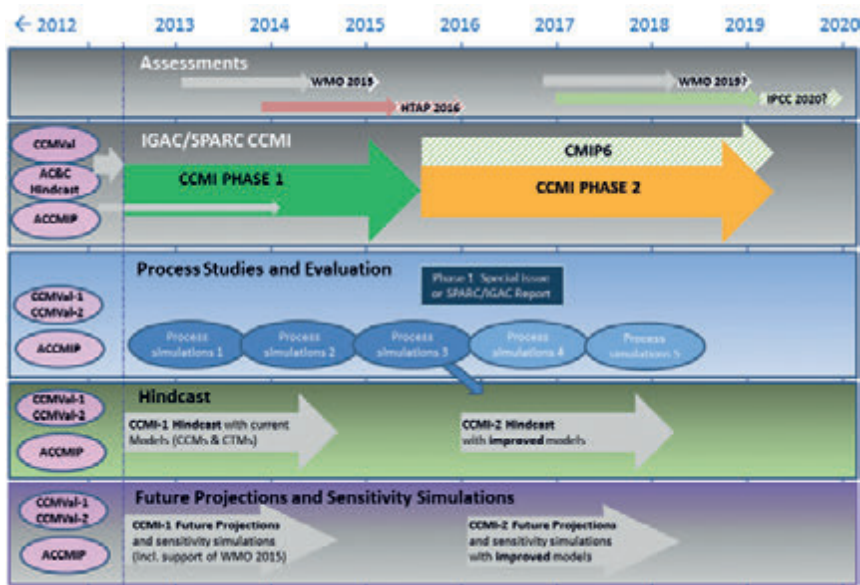 ← 2012 2013 2014 2015 2016 2017 2018 2019 2020
Assessments
WMO 2015
WMO 2019?
HTAP 2016
IPCC 2020?
IGAC/SPARC CCMI
CCMVal
AC&C
Hindcast
ACCMIP
CCMI PHASE 1
CMIP6
CCMI PHASE 2
Process Studies and Evaluation
Phase 1 Special Issue
or SPARC/IGAC Report
CCMVal-1
CCMVal-2
ACCMIP
Process
simulations 1
Process
simulations 2
Process
simulations 3
Process
simulations 4
Process
simulations 5
Hindcast
CCMVal-1
CCMVal-2
ACCMIP
CCMI-1 Hindcast with current
Models (CCMs & CTMs)
CCMI-2 Hindcast
with improved models
Future Projections and Sensitivity Simulations
CCMVal-1
CCMVal-2
ACCMIP
CCMI-1 Future Projections
and sensitivity simulations
(Incl. support of WMO 2015)
CCMI-2 Future Projections
and sensitivity simulations
with improved models